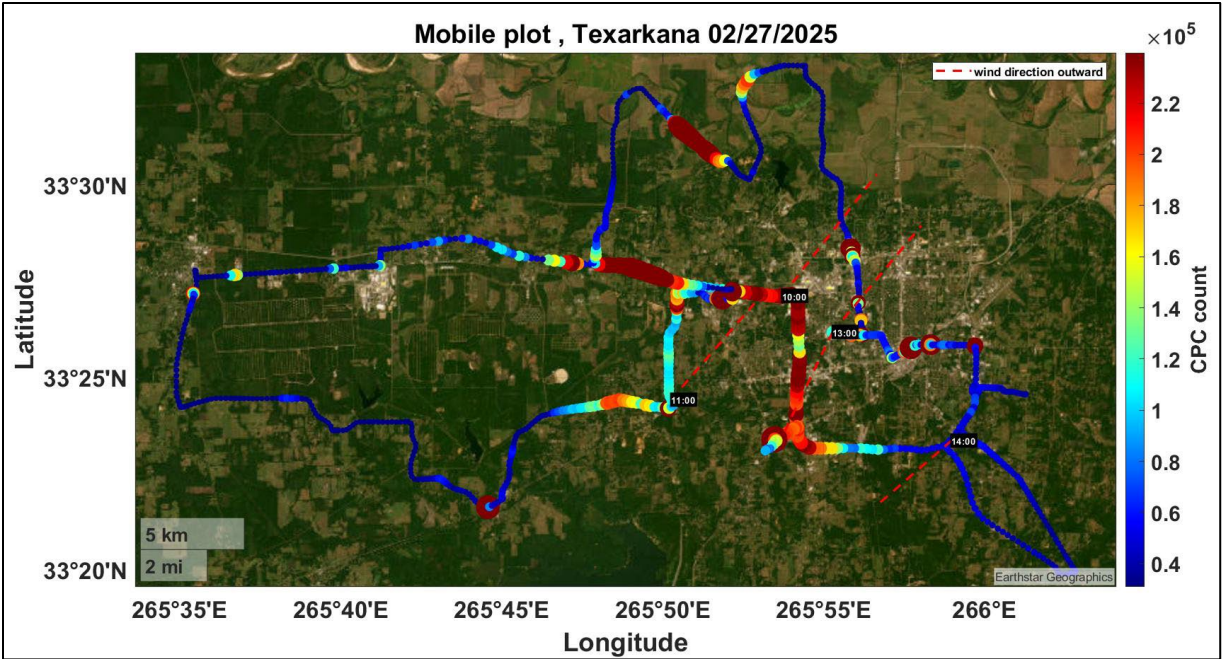 Mobile plot , Texarkana 02/27/2025
×10⁵
wind direction outward
2.2
2
1.8
1.6
1.4
1.2
1
0.8
0.6
0.4
CPC count
33°30'N
33°25'N
33°20'N
Latitude
10:00
13:00
11:00
14:00
5 km
2 mi
Earthstar Geographics
265°35'E 265°40'E 265°45'E 265°50'E 265°55'E 266°E
Longitude